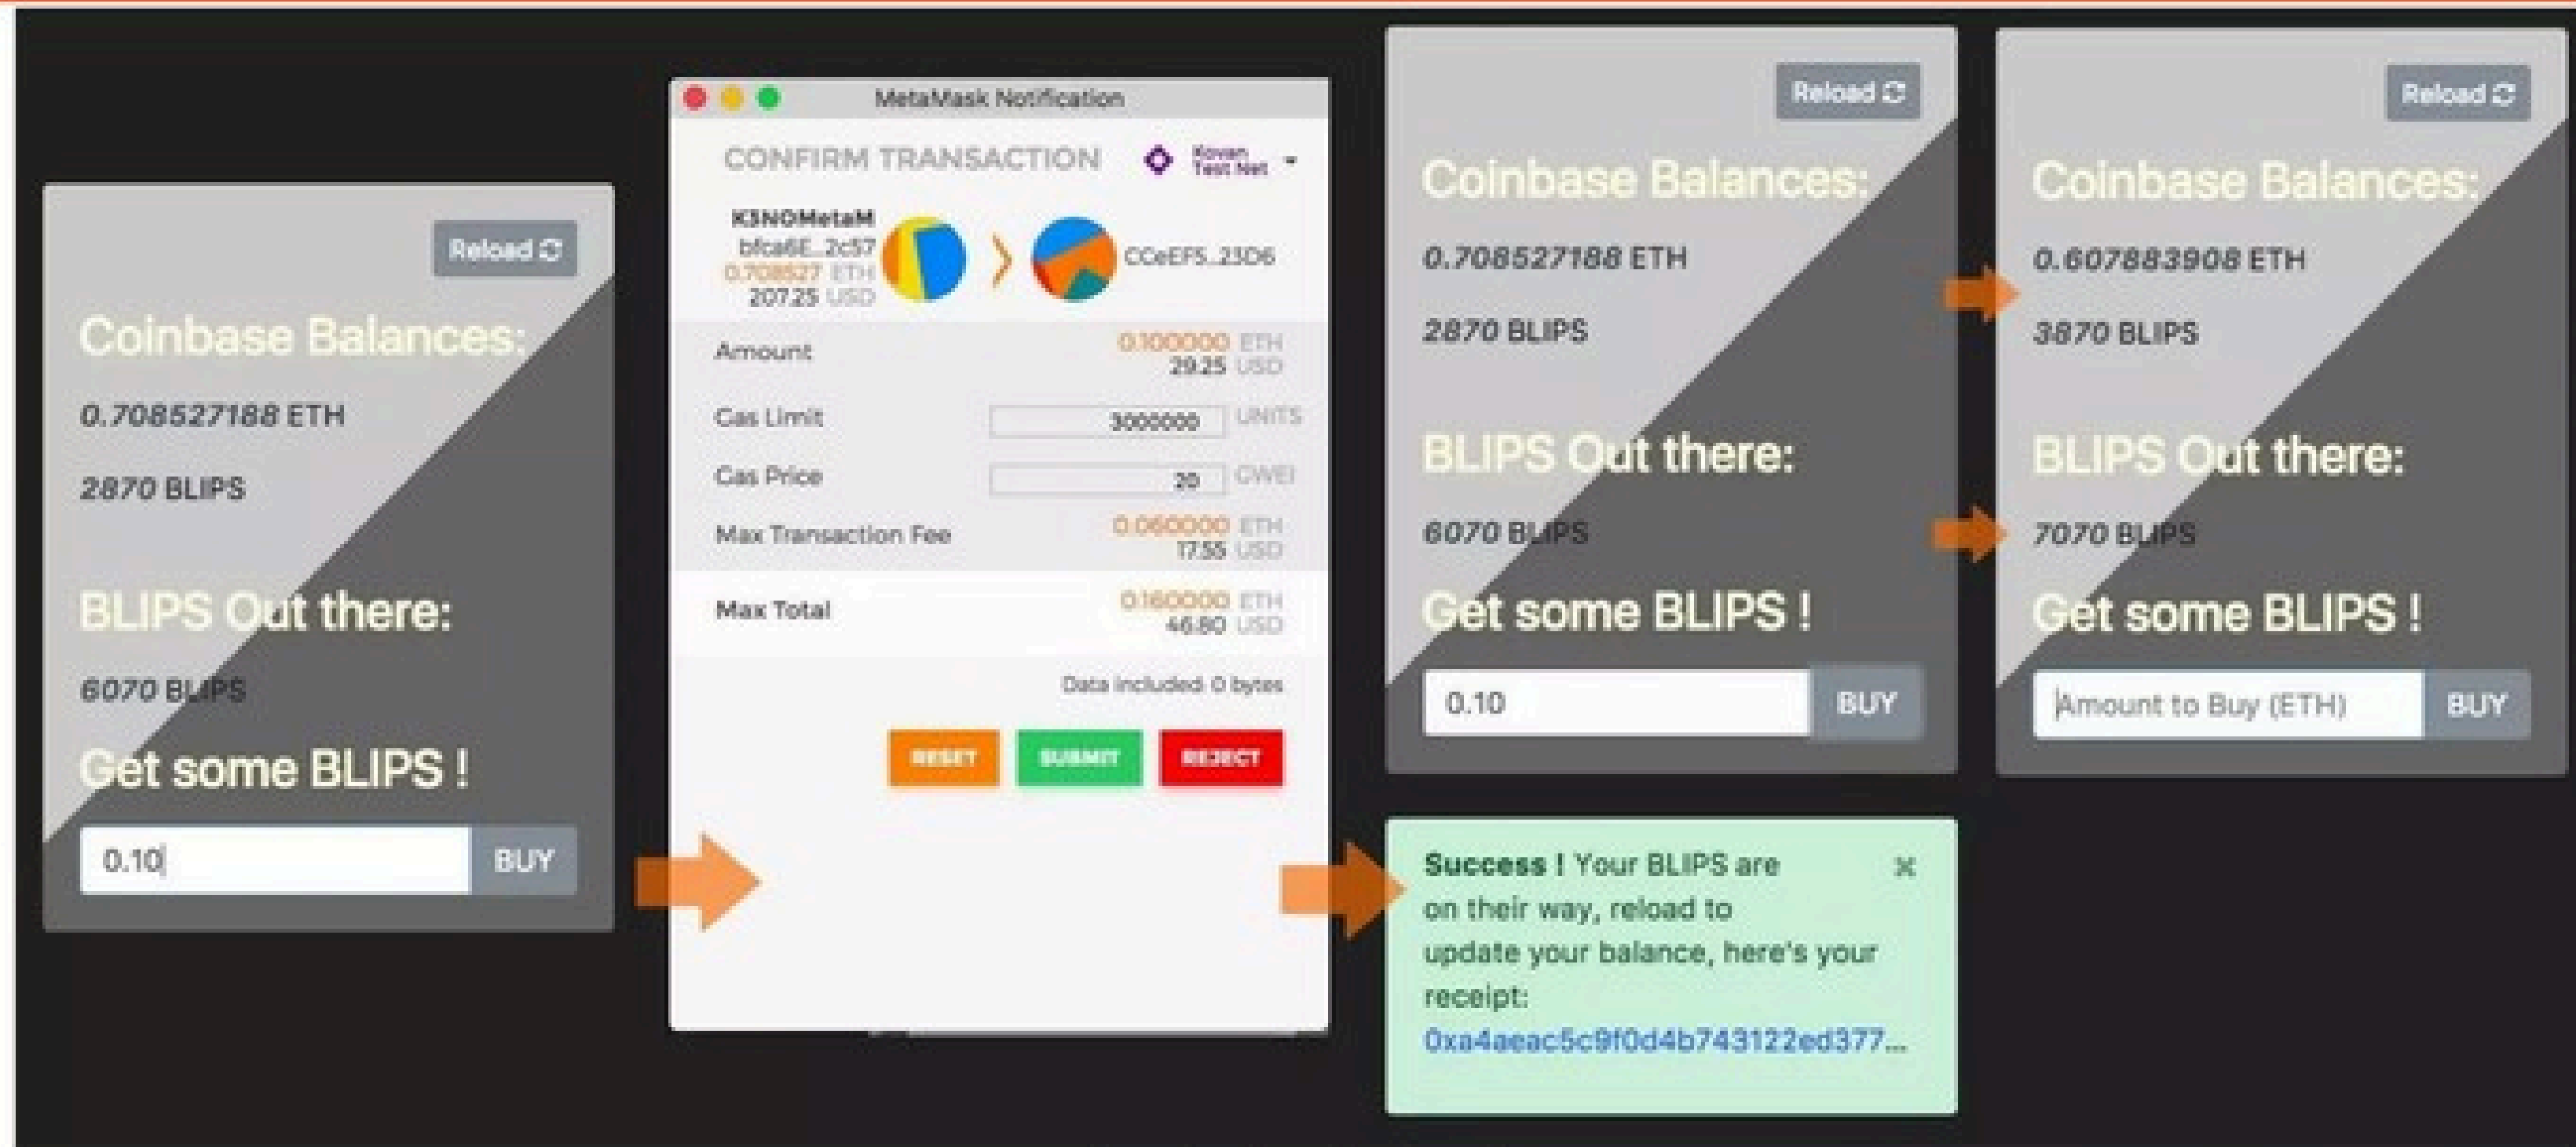 Reload
Coinbase Balances:
0.708527188 ETH
2870 BLIPS
BLIPS Out there:
6070 BLIPS
Get some BLIPS !
0.10
BUY
MetaMask Notification
CONFIRM TRANSACTION
Kovan
Test Net
K3NOMetaM
bfca6E...2c57
0.708527 ETH
207.25 USD
CCeEF5...23D6
Amount
0.100000 ETH
29.25 USD
Gas Limit
3000000 UNITS
Gas Price
20 GWEI
Max Transaction Fee
0.060000 ETH
17.55 USD
Max Total
0.160000 ETH
46.80 USD
Data included: 0 bytes
RESET SUBMIT REJECT
Reload
Coinbase Balances:
0.708527188 ETH
2870 BLIPS
BLIPS Out there:
6070 BLIPS
Get some BLIPS !
0.10
BUY
Success ! Your BLIPS are
on their way, reload to
update your balance, here's your
receipt:
0xa4aeac5c9f0d4b743122ed377...
Reload
Coinbase Balances:
0.607883908 ETH
3870 BLIPS
BLIPS Out there:
7070 BLIPS
Get some BLIPS !
Amount to Buy (ETH)
BUY